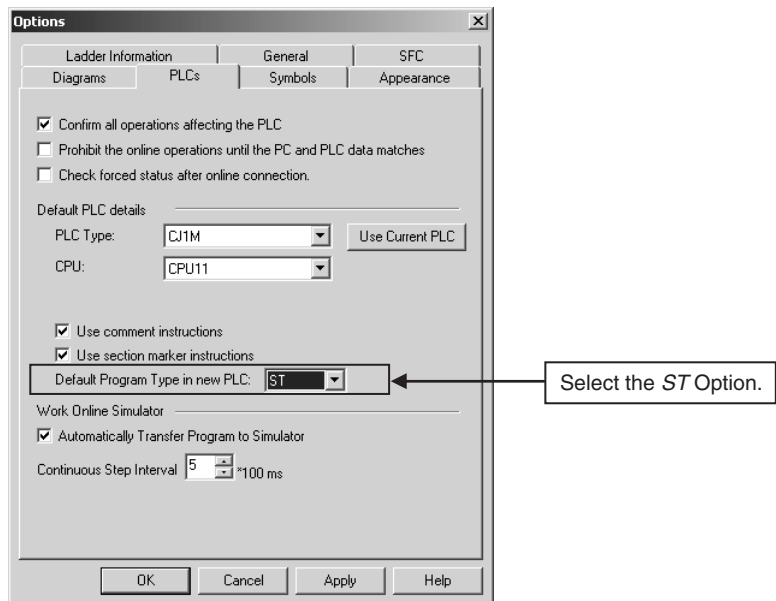 Options
Ladder Information General SFC
Diagrams PLCs Symbols Appearance
Confirm all operations affecting the PLC
Prohibit the online operations until the PC and PLC data matches
Check forced status after online connection.
Default PLC details
PLC Type: CJ1M Use Current PLC
CPU: CPU11
Use comment instructions
Use section marker instructions
Default Program Type in new PLC: ST
Select the ST Option.
Work Online Simulator
Automatically Transfer Program to Simulator
Continuous Step Interval 5 *100 ms
OK Cancel Apply Help